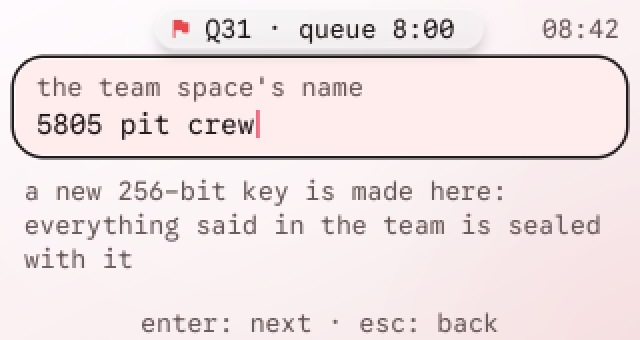 Q31 · queue 8:00
08:42
the team space's name
5805 pit crew
a new 256-bit key is made here:
everything said in the team is sealed
with it
enter: next · esc: back